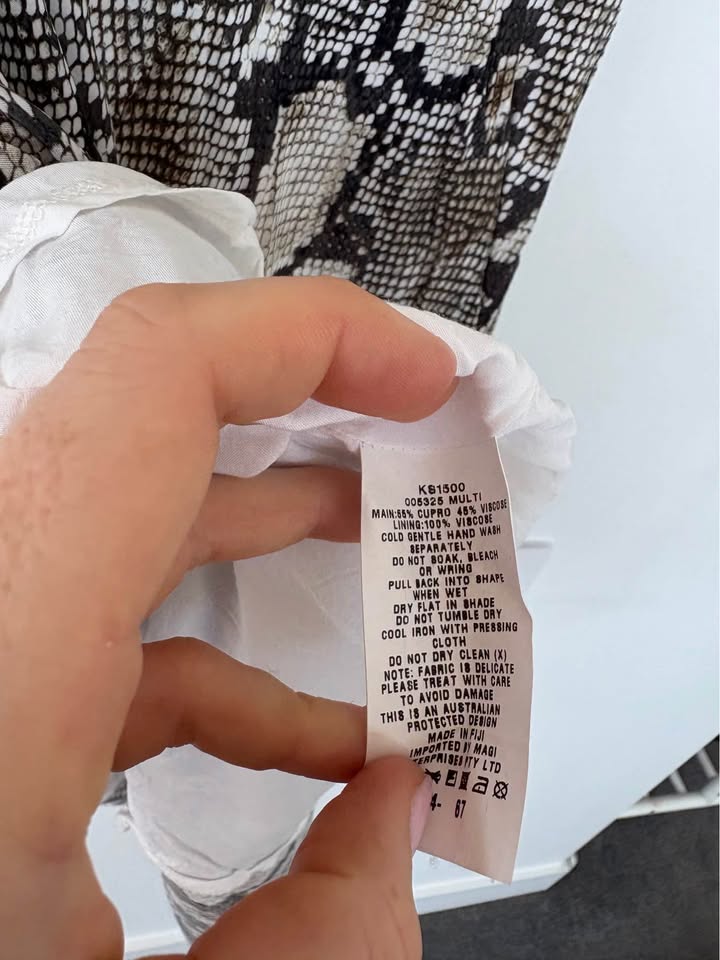 KS1500
005325 MULTI
MAIN:55% CUPRO 45% VISCOSE
LINING:100% VISCOSE
COLD GENTLE HAND WASH
SEPARATELY
DO NOT SOAK, BLEACH
OR WRING
PULL BACK INTO SHAPE
WHEN WET
DRY FLAT IN SHADE
DO NOT TUMBLE DRY
COOL IRON WITH PRESSING
CLOTH
DO NOT DRY CLEAN (X)
NOTE: FABRIC IS DELICATE
PLEASE TREAT WITH CARE
TO AVOID DAMAGE
THIS IS AN AUSTRALIAN
PROTECTED DESIGN
MADE IN FIJI
IMPORTED BY MAGI
TERPRISES PTY LTD
4- 67